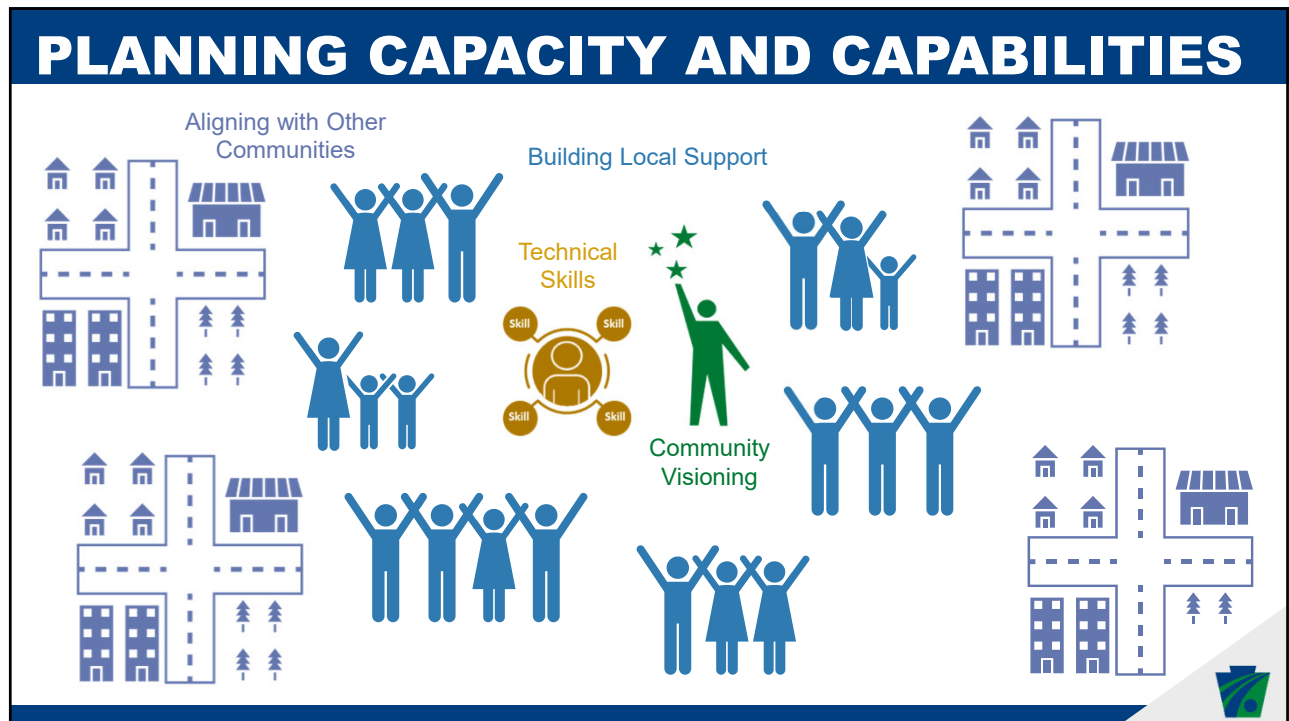 PLANNING CAPACITY AND CAPABILITIES
Aligning with Other
Communities
Building Local Support
Technical
Skills
Skill
Skill
Skill
Skill
Community
Visioning